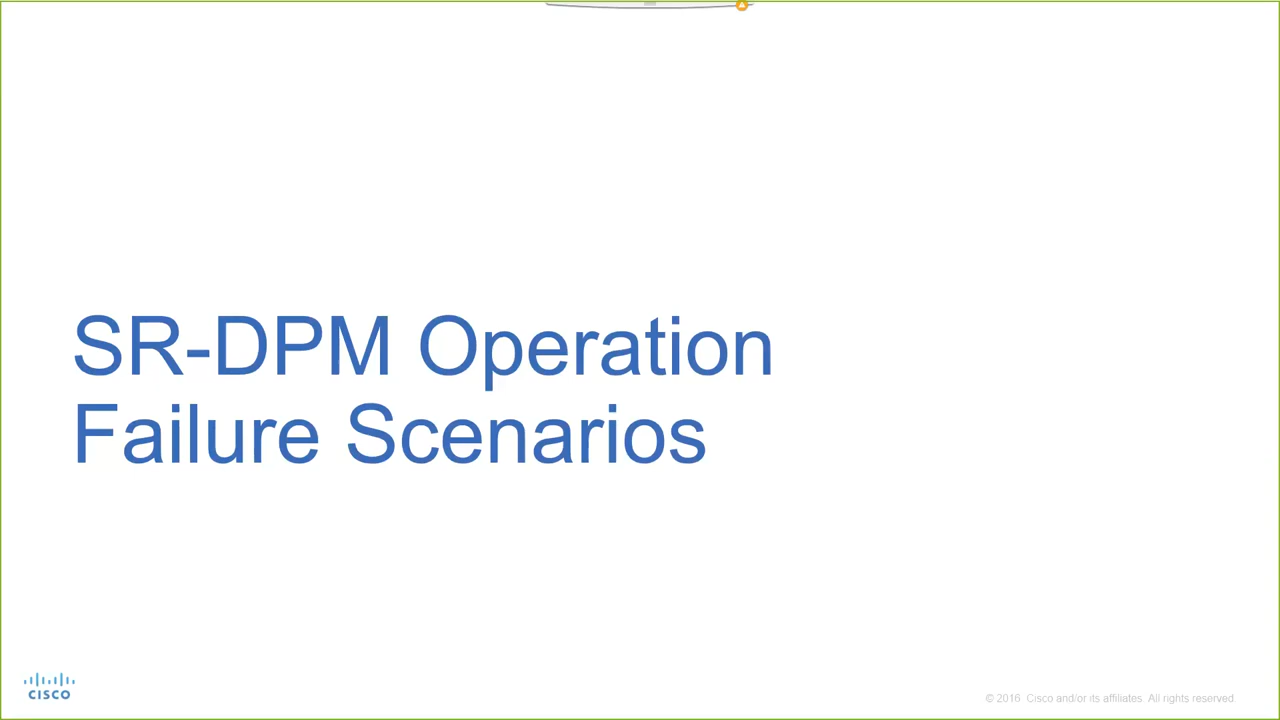 SR-DPM Operation
Failure Scenarios
CISCO
© 2016 Cisco and/or its affiliates. All rights reserved.